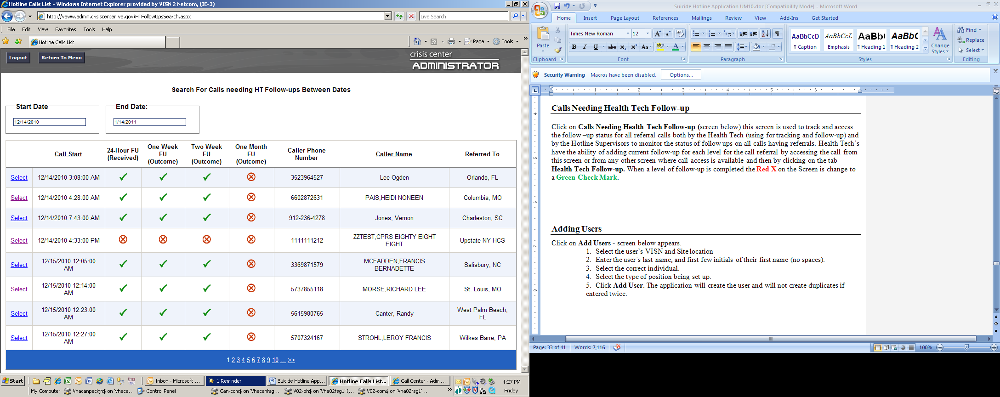 Hotline Calls List - Windows Internet Explorer provided by VISN 2 Netcom, (IE-3)
http://vaww.admin.crisiscenter.va.gov/HTFollowUpsSearch.aspx
Live Search
File Edit View Favorites Tools Help
Hotline Calls List
Page Tools
Logout Return To Menu
crisis center
ADMINISTRATOR
Search For Calls needing HT Follow-ups Between Dates
Start Date End Date:
12/14/2010 1/14/2011
Call Start 24-Hour FU (Received) One Week FU (Outcome) Two Week FU (Outcome) One Month FU (Outcome) Caller Phone Number Caller Name Referred To
Select 12/14/2010 3:08:00 AM 3523964527 Lee Ogden Orlando, FL
Select 12/14/2010 4:28:00 AM 6602872631 PAIS,HEIDI NONEEN Columbia, MO
Select 12/14/2010 7:43:00 AM 912-236-4278 Jones, Vernon Charleston, SC
Select 12/14/2010 4:33:00 PM 1111111212 ZZTEST,CPRS EIGHTY EIGHT EIGHT Upstate NY HCS
Select 12/15/2010 12:05:00 AM 3369871579 MCFADDEN,FRANCIS BERNADETTE Salisbury, NC
Select 12/15/2010 12:14:00 AM 5737855118 MORSE,RICHARD LEE St. Louis, MO
Select 12/15/2010 12:23:00 AM 5615980765 Canter, Randy West Palm Beach, FL
Select 12/15/2010 12:27:00 AM 5707324167 STROHL,LEROY FRANCIS Wilkes Barre, PA
1 2 3 4 5 6 7 8 9 10 ... >>
Start Inbox - Microsoft ... 1 Reminder Suicide Hotline App... Hotline Calls List... Call Center - Admi... 4:27 PM
My Computer Vhacanpeckjn$ on 'vhaca... Control Panel Can-com$ on 'Vhacanfsg... V02-bh$ on 'Vha02fsg1' (... V02-com$ on 'Vha02fsg1'... Friday
Suicide Hotline Application UM10.doc [Compatibility Mode] - Microsoft Word
Home Insert Page Layout References Mailings Review View Add-Ins Get Started
Times New Roman 12
Paste
AaBbCcD AaBbCcL AaBb( AaBbC
¶ Caption Emphasis ¶ Heading 1 ¶ Heading 2
Change Styles
Find
Replace
Select
Clipboard Font Paragraph Styles Editing
Security Warning Macros have been disabled. Options...
1 2 3 4 5 6
Calls Needing Health Tech Follow-up
Click on Calls Needing Health Tech Follow-up (screen below) this screen is used to track and access
the follow –up status for all referral calls both by the Health Tech (using for tracking and follow-up) and
by the Hotline Supervisors to monitor the status of follow ups on all calls having referrals. Health Tech’s
have the ability of adding current follow-up for each level for the call referral by accessing the call from
this screen or from any other screen where call access is available and then by clicking on the tab
Health Tech Follow-up. When a level of follow-up is completed the Red X on the Screen is change to
a Green Check Mark.
Adding Users
Click on Add Users - screen below appears.
1. Select the user’s VISN and Site location
2. Enter the user’s last name, and first few initials of their first name (no spaces).
3. Select the correct individual.
4. Select the type of position being set up.
5. Click Add User. The application will create the user and will not create duplicates if
entered twice.
Page: 33 of 41 Words: 7,116 100%